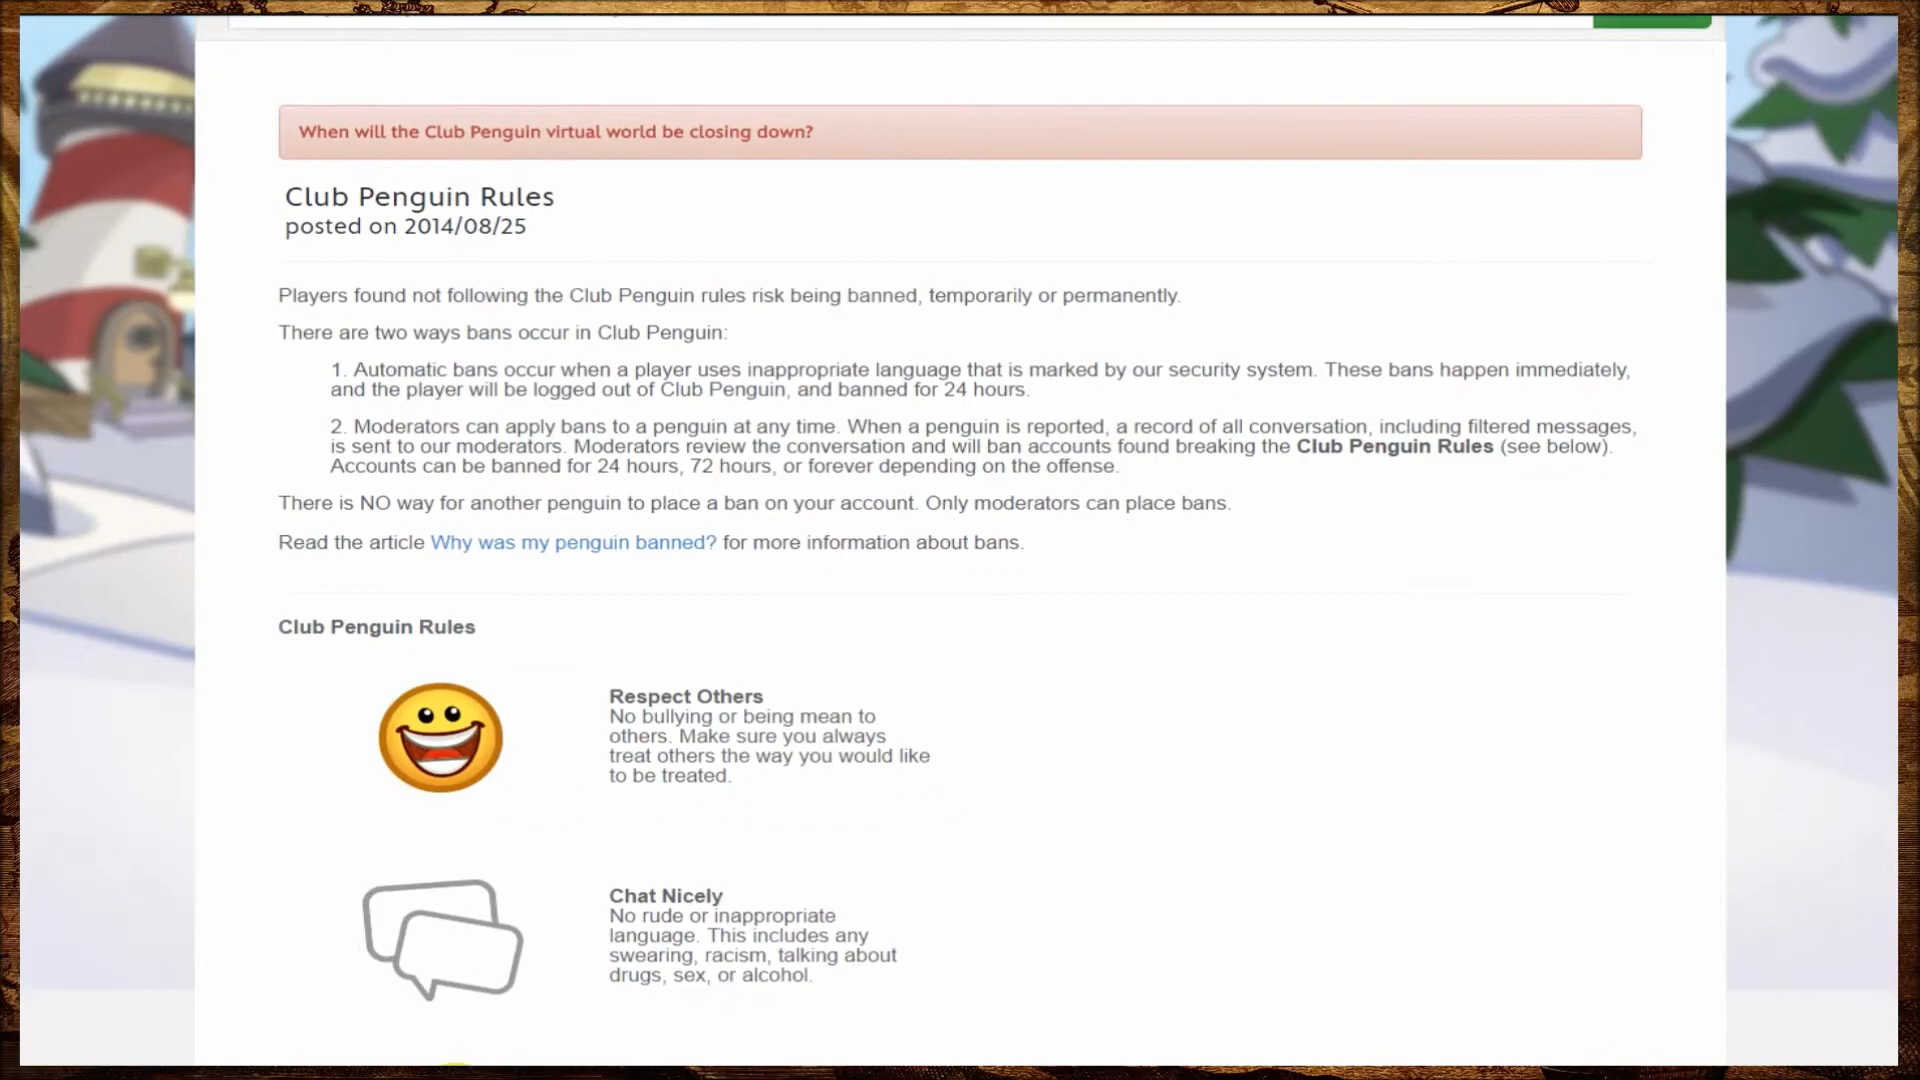 When will the Club Penguin virtual world be closing down?
Club Penguin Rules
posted on 2014/08/25
Players found not following the Club Penguin rules risk being banned, temporarily or permanently.
There are two ways bans occur in Club Penguin:
1. Automatic bans occur when a player uses inappropriate language that is marked by our security system. These bans happen immediately,
and the player will be logged out of Club Penguin, and banned for 24 hours.
2. Moderators can apply bans to a penguin at any time. When a penguin is reported, a record of all conversation, including filtered messages,
is sent to our moderators. Moderators review the conversation and will ban accounts found breaking the Club Penguin Rules (see below).
Accounts can be banned for 24 hours, 72 hours, or forever depending on the offense.
There is NO way for another penguin to place a ban on your account. Only moderators can place bans.
Read the article Why was my penguin banned? for more information about bans.
Club Penguin Rules
Respect Others
No bullying or being mean to
others. Make sure you always
treat others the way you would like
to be treated.
Chat Nicely
No rude or inappropriate
language. This includes any
swearing, racism, talking about
drugs, sex, or alcohol.